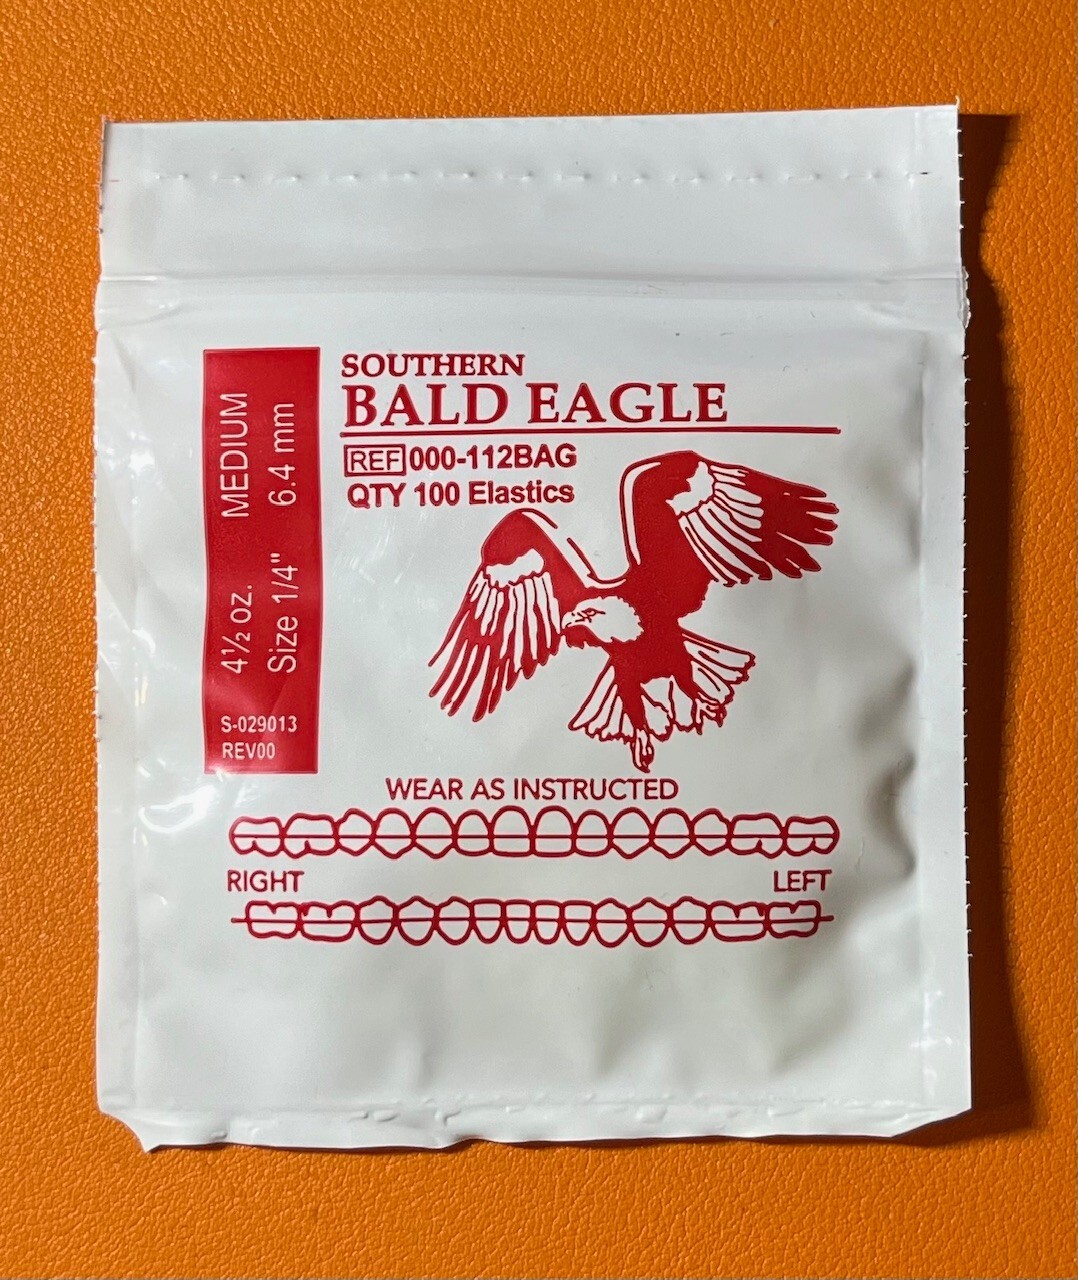 SOUTHERN
BALD EAGLE
REF 000-112BAG
QTY 100 Elastics
4½ oz. MEDIUM
Size 1/4" 6.4 mm
S-029013
REV00
WEAR AS INSTRUCTED
RIGHT LEFT